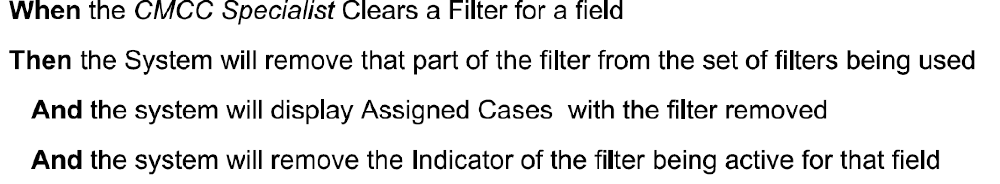 When the CMCC Specialist Clears a Filter for a field
Then the System will remove that part of the filter from the set of filters being used
And the system will display Assigned Cases  with the filter removed
And the system will remove the Indicator of the filter being active for that field